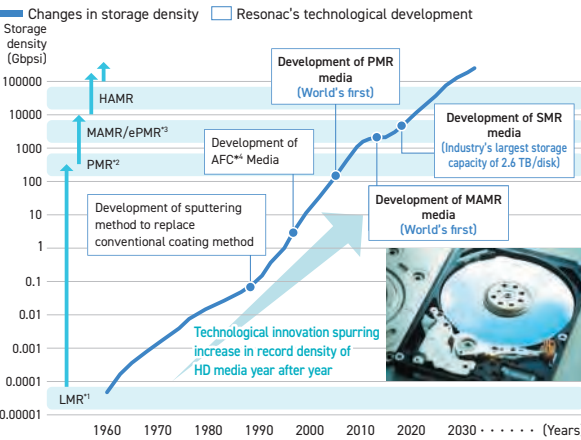 Changes in storage density
Resonac's technological development
Storage
density
(Gbpsi)
100000
10000
1000
100
10
1
0.1
0.01
0.001
0.0001
0.00001
HAMR
MAMR/ePMR*3
PMR*2
LMR*1
Development of sputtering
method to replace
conventional coating method
Development of
AFC*4 Media
Development of PMR
media
(World's first)
Development of SMR
media
(Industry's largest storage
capacity of 2.6 TB/disk)
Development of MAMR
media
(World's first)
Technological innovation spurring
increase in record density of
HD media year after year
1960 1970 1980 1990 2000 2010 2020 2030 · · · · · · (Years)